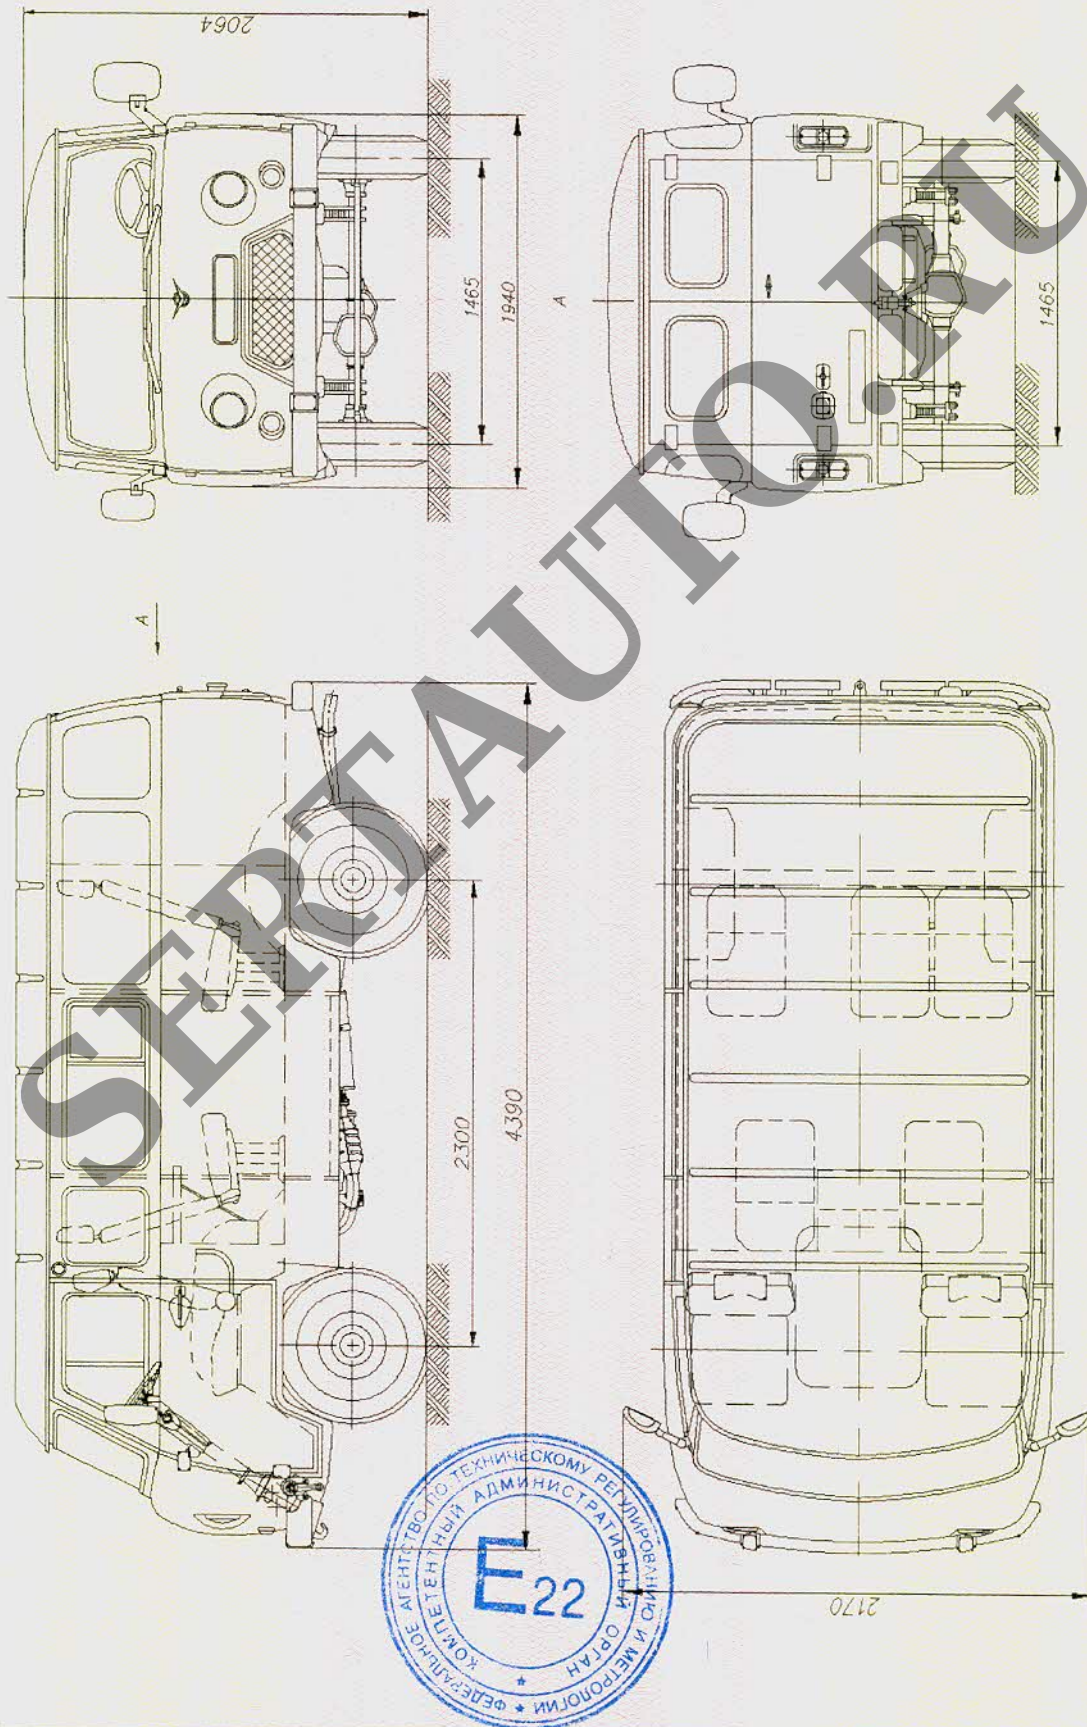 2064
1465
1940
A
A
1465
2300
4390
2170
SERTAUTO.RU
ФЕДЕРАЛЬНОЕ АГЕНТСТВО ПО ТЕХНИЧЕСКОМУ РЕГУЛИРОВАНИЮ И МЕТРОЛОГИИ
КОМПЕТЕНТНЫЙ АДМИНИСТРАТИВНЫЙ ОРГАН
E22